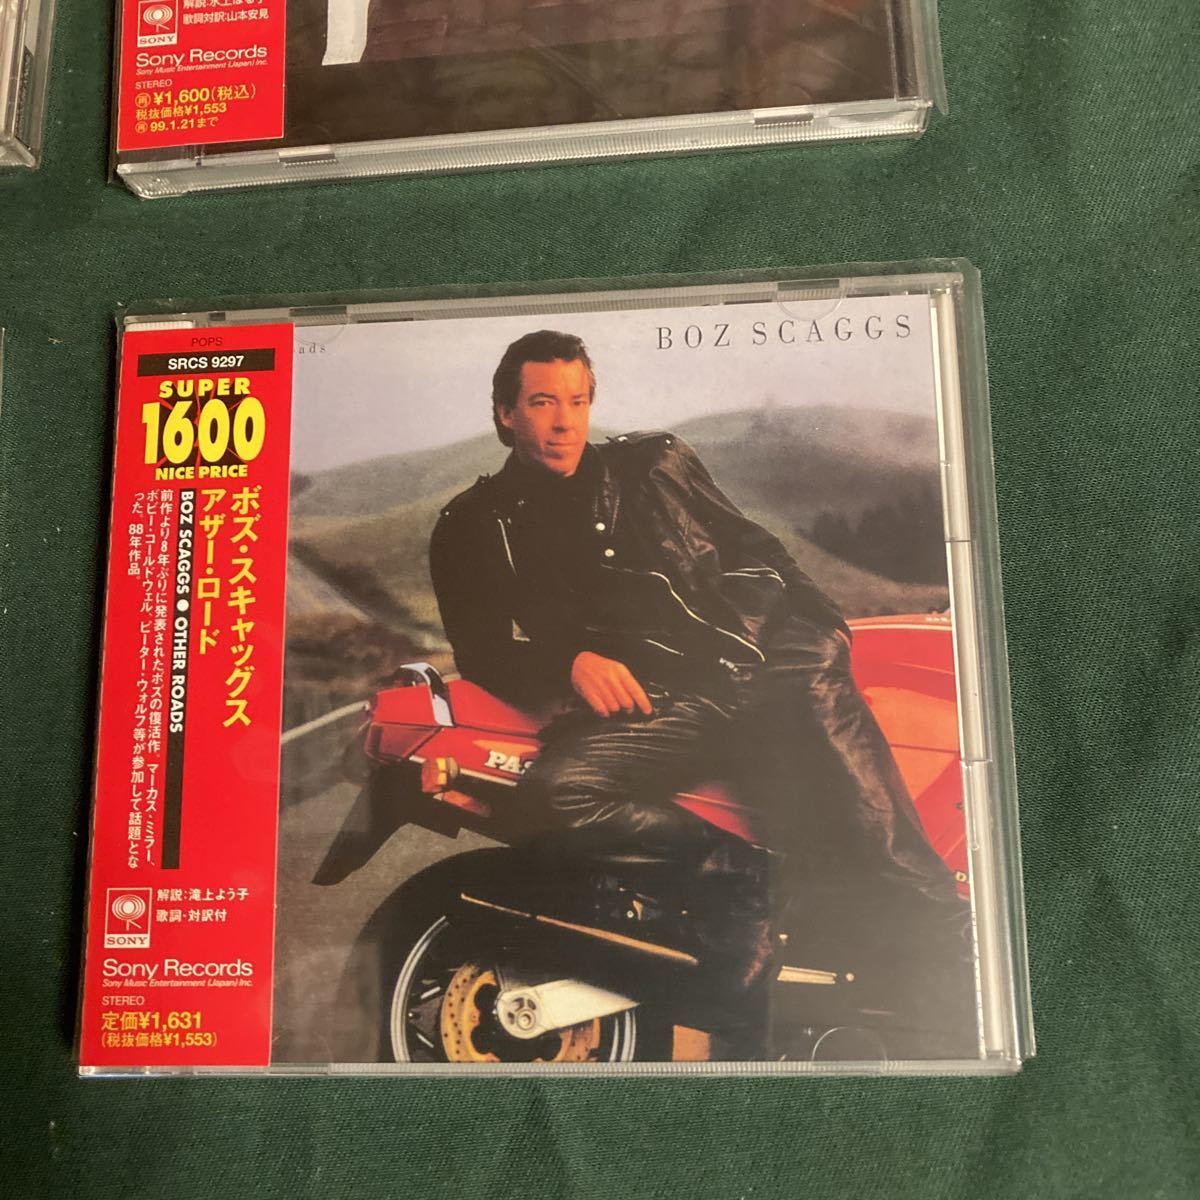 歌詞対訳:山本安見
SONY
Sony Records
Sony Music Entertainment (Japan) Inc.
STEREO
再 ¥1,600(税込)
税抜価格¥1,553
再 99.1.21まで
POPS
SRCS 9297
SUPER
1600
NICE PRICE
ボズ・スキャッグス
アザー・ロード
BOZ SCAGGS ● OTHER ROADS
前作より8年ぶりに発表されたボズの復活作。マーカス・ミラー、
ボビー・コールドウェル、ピーター・ウォルフ等が参加して話題とな
った。88年作品。
解説:滝上よう子
歌詞・対訳付
SONY
Sony Records
Sony Music Entertainment (Japan) Inc.
STEREO
定価¥1,631
(税抜価格¥1,553)
BOZ SCAGGS
PAS